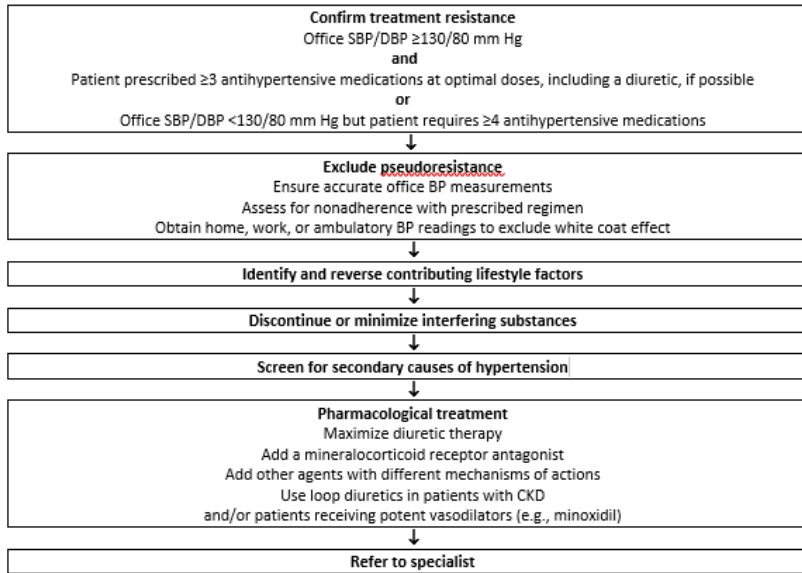 Confirm treatment resistance
Office SBP/DBP ≥130/80 mm Hg
and
Patient prescribed ≥3 antihypertensive medications at optimal doses, including a diuretic, if possible
or
Office SBP/DBP <130/80 mm Hg but patient requires ≥4 antihypertensive medications
↓
Exclude pseudoresistance
Ensure accurate office BP measurements
Assess for nonadherence with prescribed regimen
Obtain home, work, or ambulatory BP readings to exclude white coat effect
↓
Identify and reverse contributing lifestyle factors
↓
Discontinue or minimize interfering substances
↓
Screen for secondary causes of hypertension
↓
Pharmacological treatment
Maximize diuretic therapy
Add a mineralocorticoid receptor antagonist
Add other agents with different mechanisms of actions
Use loop diuretics in patients with CKD
and/or patients receiving potent vasodilators (e.g., minoxidil)
↓
Refer to specialist